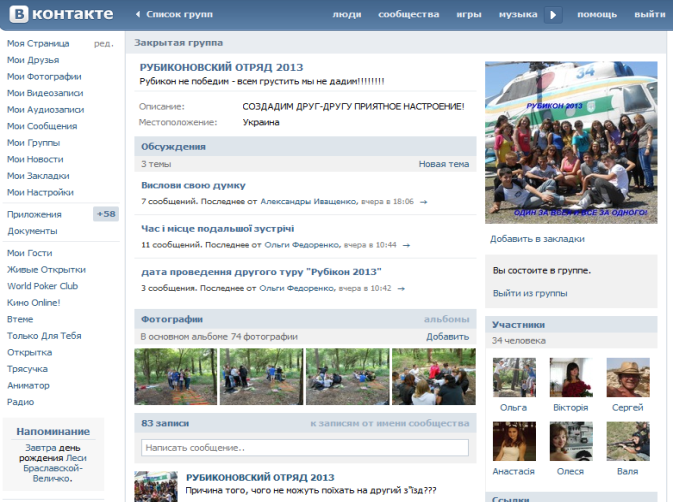 В контакте
Список групп
люди сообщества игры музыка помощь выйти
Моя Страница ред.
Мои Друзья
Мои Фотографии
Мои Видеозаписи
Мои Аудиозаписи
Мои Сообщения
Мои Группы
Мои Новости
Мои Закладки
Мои Настройки
Приложения +58
Документы
Мои Гости
Живые Открытки
World Poker Club
Кино Online!
Втеме
Только Для Тебя
Открытка
Трясучка
Аниматор
Радио
Напоминание
Завтра день
рождения Леси
Браславской-
Величко.
Закрытая группа
РУБИКОНОВСКИЙ ОТРЯД 2013
Рубикон не победим - всем грустить мы не дадим!!!!!!!!
Описание: СОЗДАДИМ ДРУГ-ДРУГУ ПРИЯТНОЕ НАСТРОЕНИЕ!
Местоположение: Украина
Обсуждения
3 темы Новая тема
Вислови свою думку
7 сообщений. Последнее от Александры Иващенко, вчера в 18:06 →
Час і місце подальшої зустрічі
11 сообщений. Последнее от Ольги Федоренко, вчера в 10:44 →
дата проведення другого туру "Рубікон 2013"
3 сообщения. Последнее от Ольги Федоренко, вчера в 10:42 →
Фотографии альбомы
В основном альбоме 74 фотографии Добавить
83 записи к записям от имени сообщества
Написать сообщение..
РУБИКОНОВСКИЙ ОТРЯД 2013
Причина того, чого не можуть поїхать на другий з"їзд???
34
РУБИКОН 2013
ОДИН ЗА ВСЕХ И ВСЕ ЗА ОДНОГО!
Добавить в закладки
Вы состоите в группе.
Выйти из группы
Участники
34 человека
Ольга Вікторія Сергей
Анастасія Олеся Валя
Ссылки